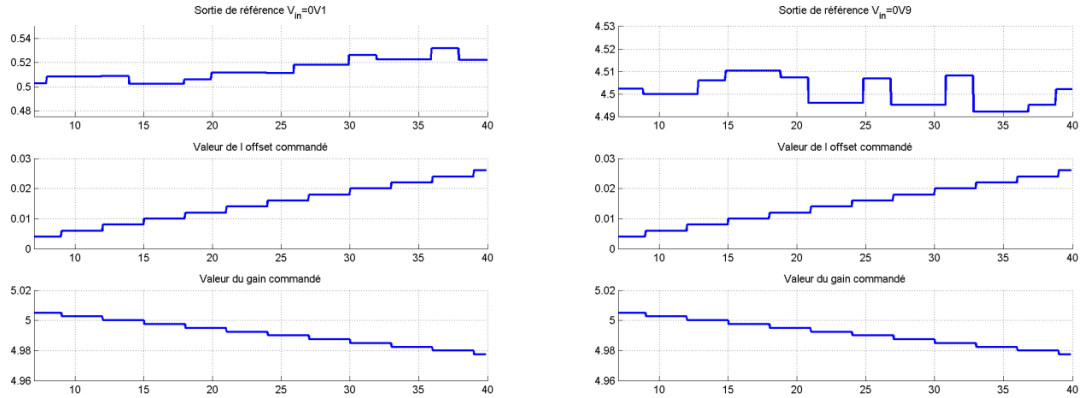 Sortie de référence V_in=0V1
0.54
0.52
0.5
0.48
10 15 20 25 30 35 40
Valeur de l offset commandé
0.03
0.02
0.01
0
10 15 20 25 30 35 40
Valeur du gain commandé
5.02
5
4.98
4.96
10 15 20 25 30 35 40
Sortie de référence V_in=0V9
4.53
4.52
4.51
4.5
4.49
10 15 20 25 30 35 40
Valeur de l offset commandé
0.03
0.02
0.01
0
10 15 20 25 30 35 40
Valeur du gain commandé
5.02
5
4.98
4.96
10 15 20 25 30 35 40